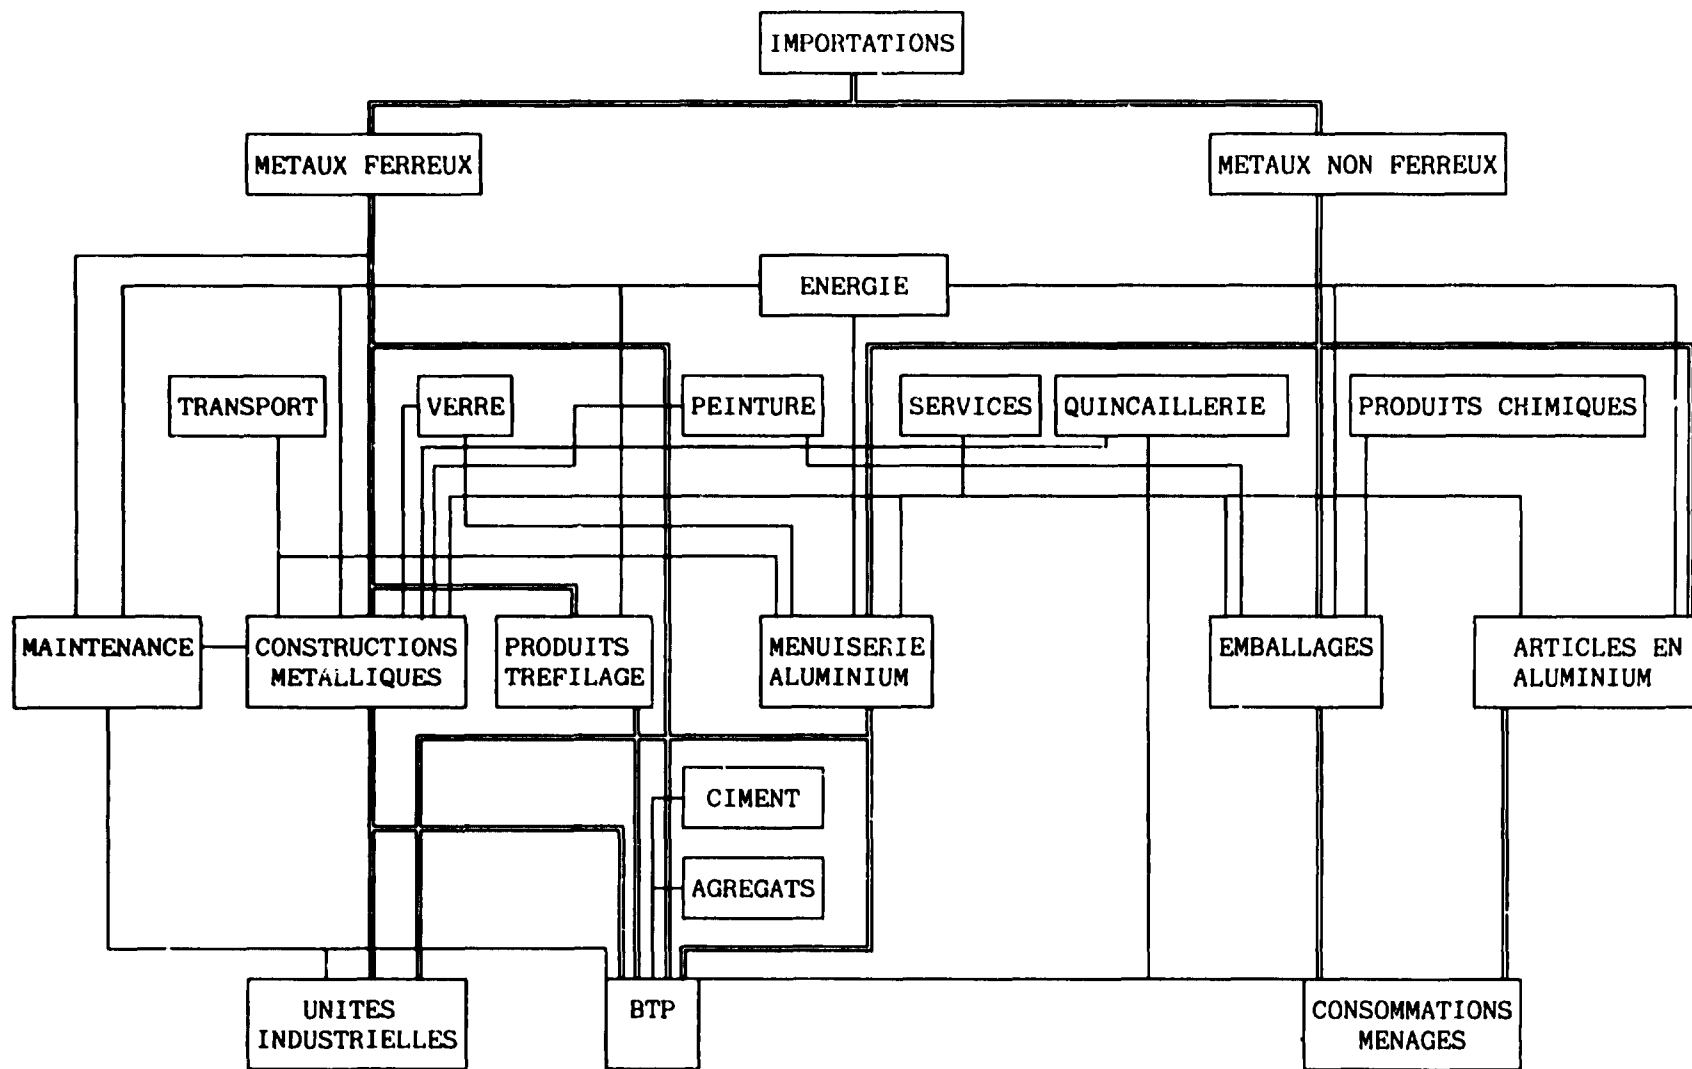 IMPORTATIONS
METAUX FERREUX
METAUX NON FERREUX
ENERGIE
TRANSPORT
VERRE
PEINTURE
SERVICES
QUINCAILLERIE
PRODUITS CHIMIQUES
MAINTENANCE
CONSTRUCTIONS
METALLIQUES
PRODUITS
TREFILAGE
MENUISERIE
ALUMINIUM
EMBALLAGES
ARTICLES EN
ALUMINIUM
CIMENT
AGREGATS
UNITES
INDUSTRIELLES
BTP
CONSOMMATIONS
MENAGES